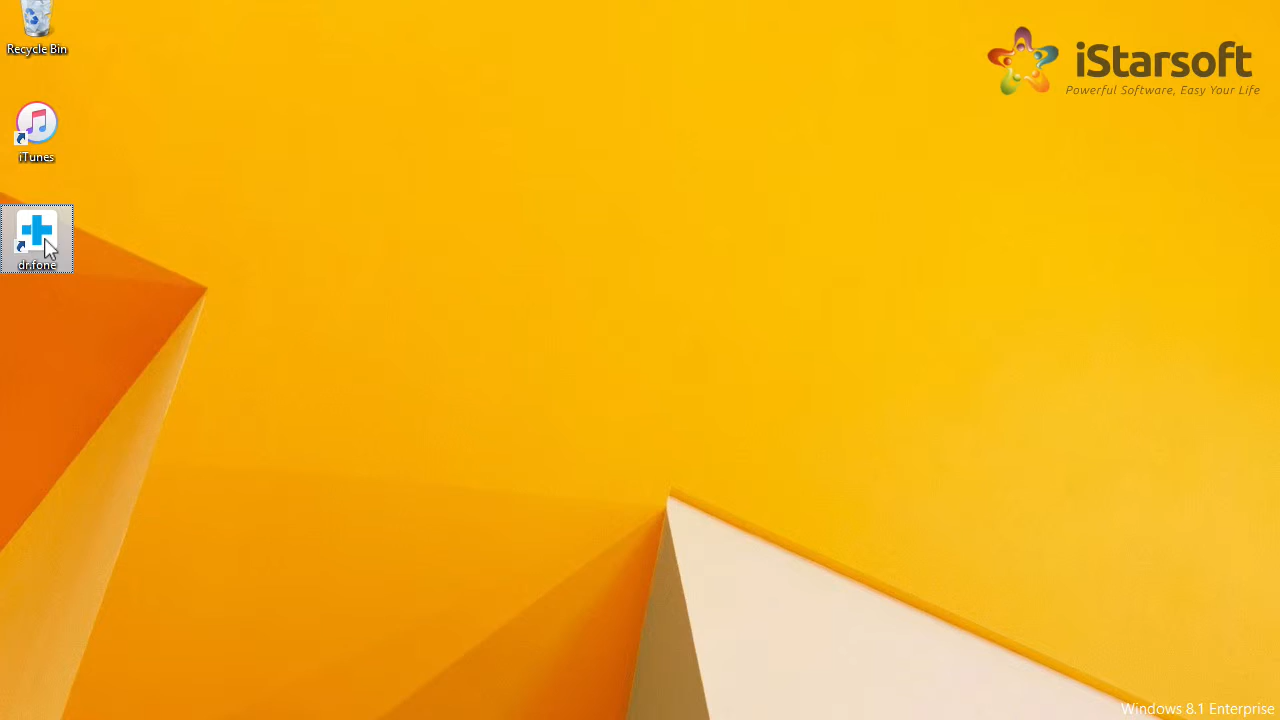 Recycle Bin
iTunes
dr.fone
iStarsoft
Powerful Software, Easy Your Life
Windows 8.1 Enterprise